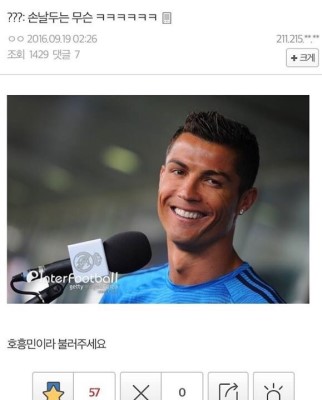 ???: 손날두는 무슨 ㅋㅋㅋㅋㅋㅋ
ㅇㅇ 2016.09.19 02:26
211.215.**.**
조회 1429 댓글 7
+ 크게
InterFootball
getty
호흥민이라 불러주세요
57
0